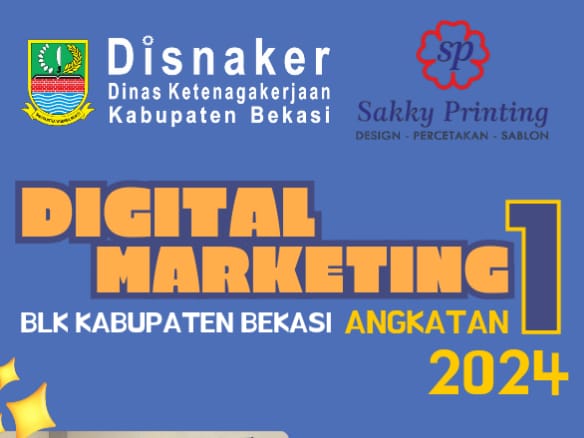 Disnaker
Dinas Ketenagakerjaan
Kabupaten Bekasi
sp
Sakky Printing
DESIGN - PERCETAKAN - SABLON
DIGITAL
MARKETING 1
BLK KABUPATEN BEKASI ANGKATAN
2024